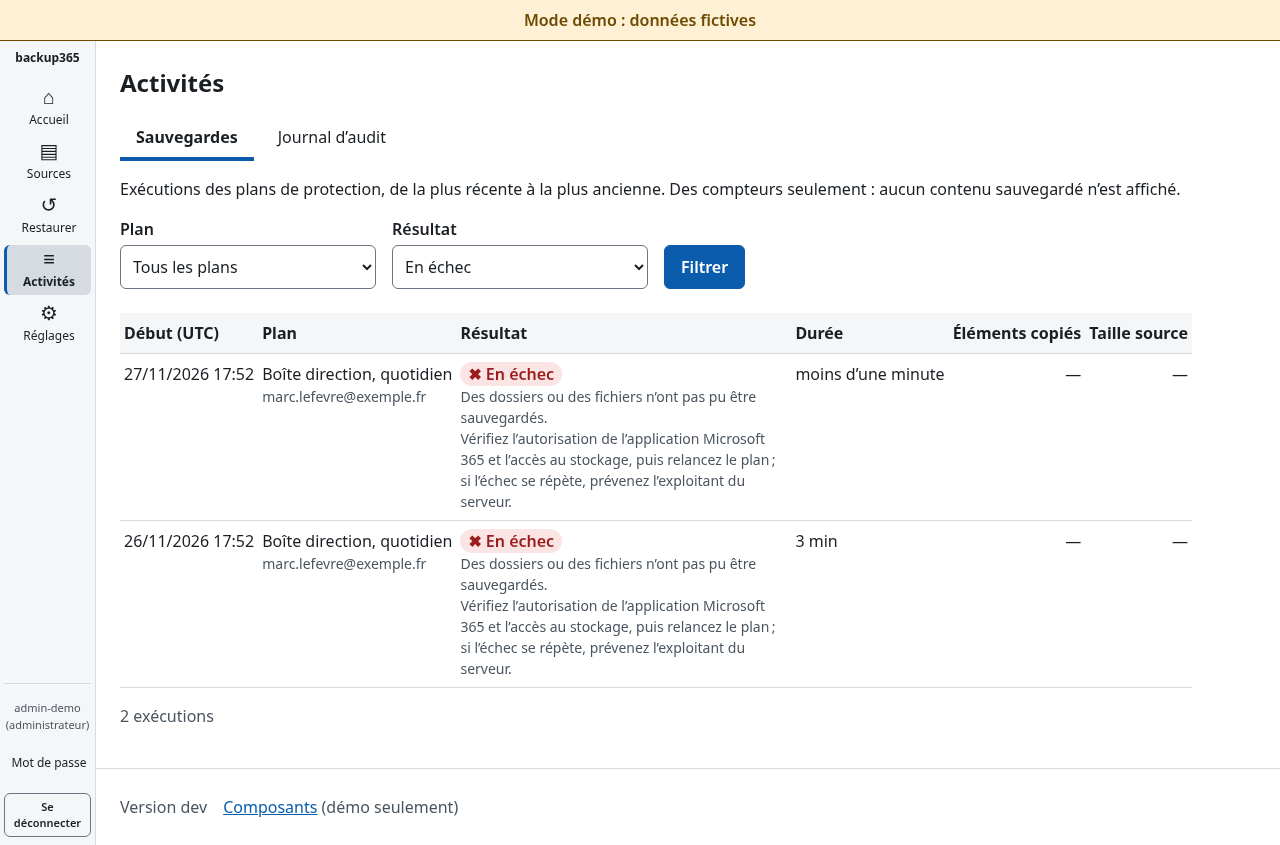 Mode démo : données fictives
backup365
Accueil
Sources
Restaurer
Activités
Réglages
admin-demo
(administrateur)
Mot de passe
Se
déconnecter
Activités
Sauvegardes
Journal d’audit
Exécutions des plans de protection, de la plus récente à la plus ancienne. Des compteurs seulement : aucun contenu sauvegardé n’est affiché.
Plan
Résultat
Tous les plans
En échec
Filtrer
Début (UTC) Plan Résultat Durée Éléments copiés Taille source
27/11/2026 17:52 Boîte direction, quotidien ✖ En échec moins d’une minute — —
marc.lefevre@exemple.fr Des dossiers ou des fichiers n’ont pas pu être
sauvegardés.
Vérifiez l’autorisation de l’application Microsoft
365 et l’accès au stockage, puis relancez le plan ;
si l’échec se répète, prévenez l’exploitant du
serveur.
26/11/2026 17:52 Boîte direction, quotidien ✖ En échec 3 min — —
marc.lefevre@exemple.fr Des dossiers ou des fichiers n’ont pas pu être
sauvegardés.
Vérifiez l’autorisation de l’application Microsoft
365 et l’accès au stockage, puis relancez le plan ;
si l’échec se répète, prévenez l’exploitant du
serveur.
2 exécutions
Version dev Composants (démo seulement)